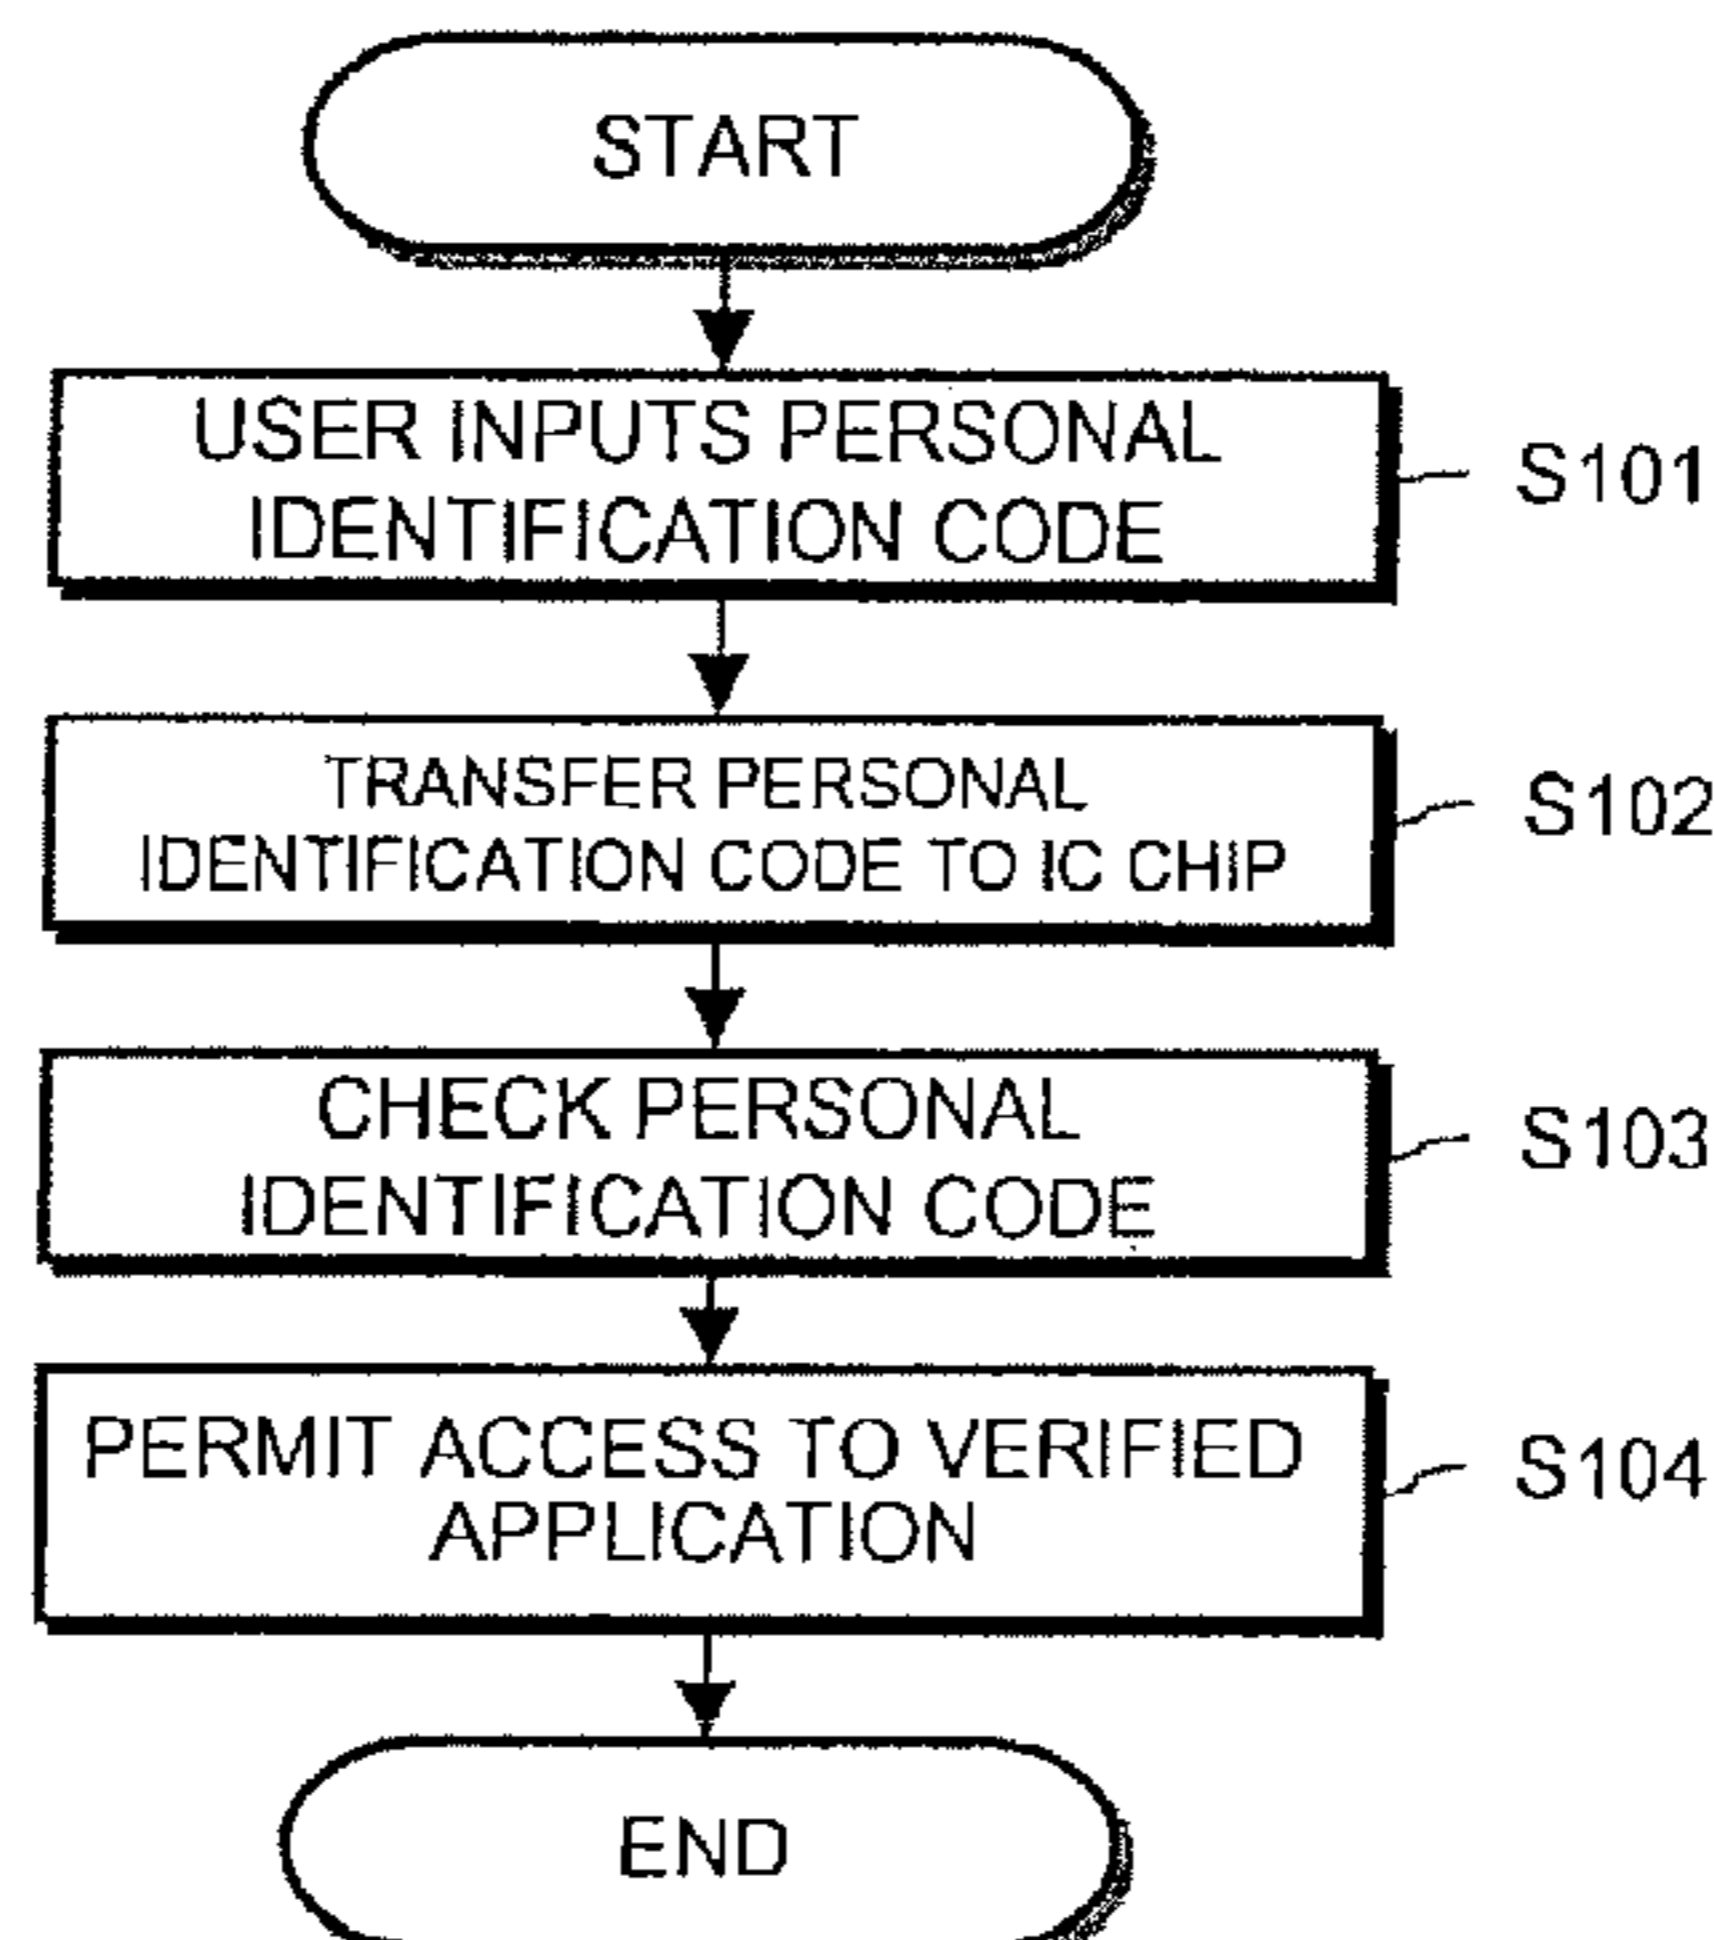 START
USER INPUTS PERSONAL
IDENTIFICATION CODE
S101
TRANSFER PERSONAL
IDENTIFICATION CODE TO IC CHIP
S102
CHECK PERSONAL
IDENTIFICATION CODE
S103
PERMIT ACCESS TO VERIFIED
APPLICATION
S104
END